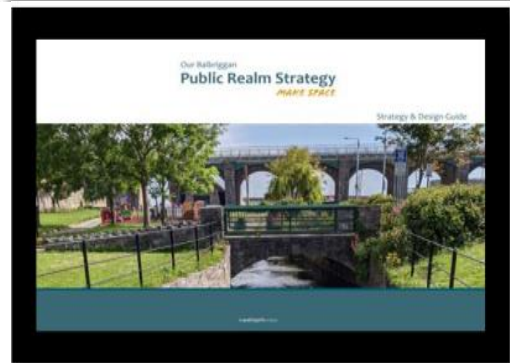 Our Balbriggan
Public Realm Strategy
MAKE SPACE
Strategy & Design Guide